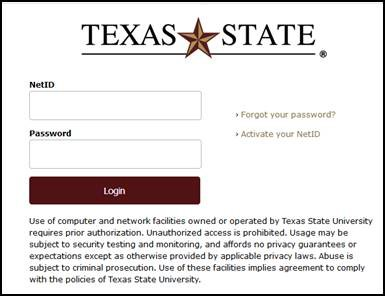 TEXAS STATE ®
NetID
› Forgot your password?
Password
› Activate your NetID
Login
Use of computer and network facilities owned or operated by Texas State University
requires prior authorization. Unauthorized access is prohibited. Usage may be
subject to security testing and monitoring, and affords no privacy guarantees or
expectations except as otherwise provided by applicable privacy laws. Abuse is
subject to criminal prosecution. Use of these facilities implies agreement to comply
with the policies of Texas State University.